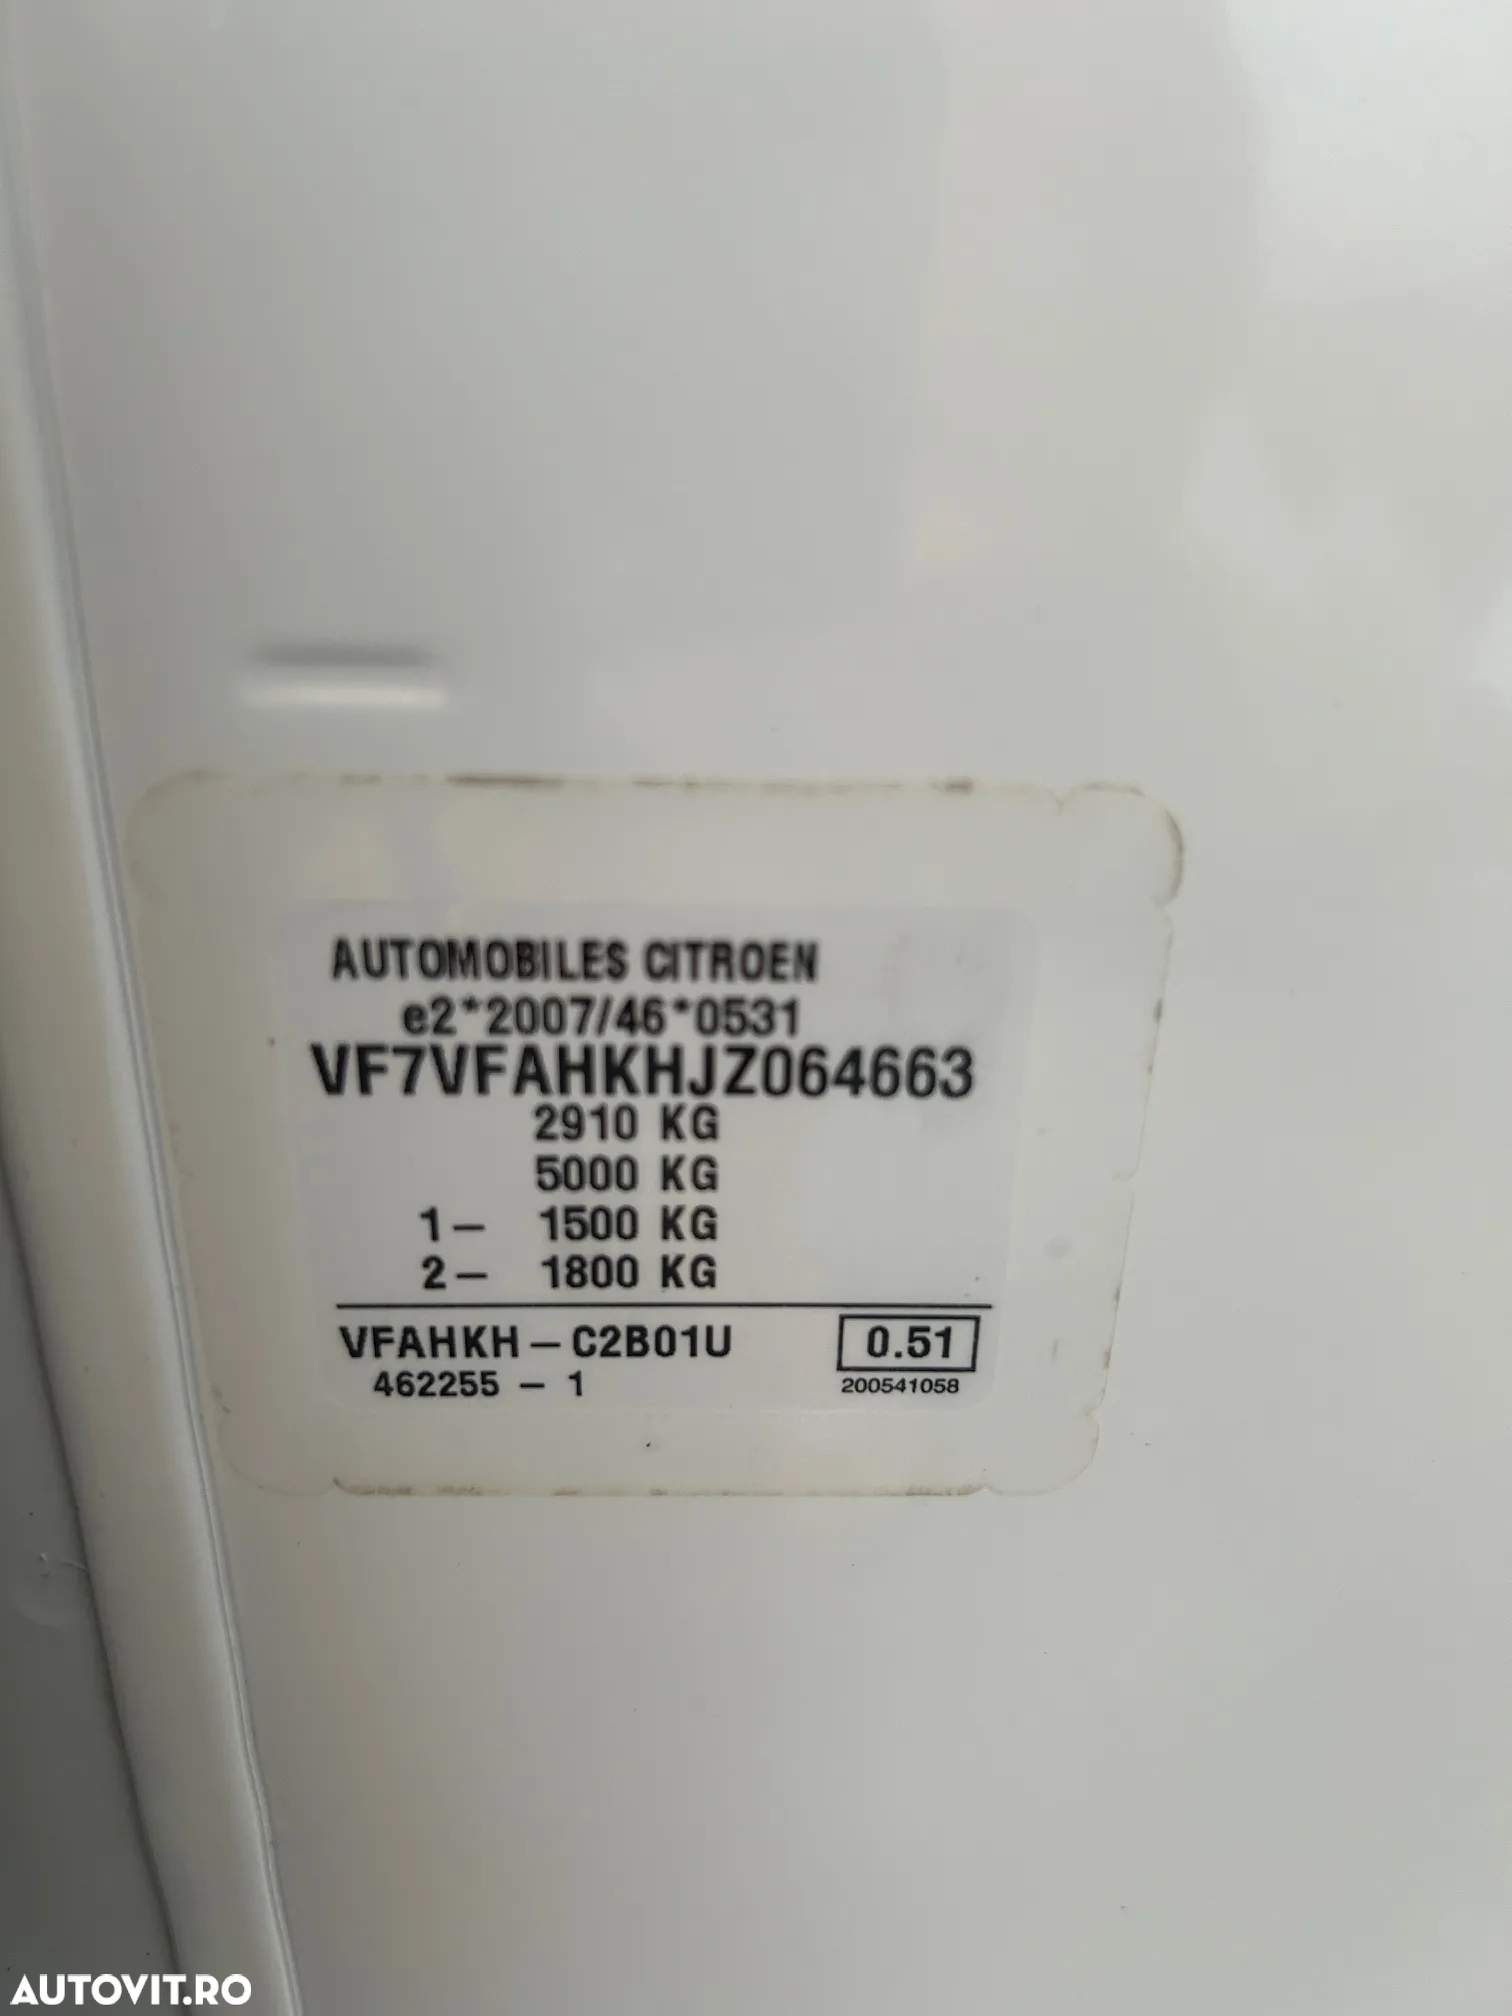 AUTOMOBILES CITROEN
e2*2007/46*0531
VF7VFAHKHJZ064663
2910 KG
5000 KG
1- 1500 KG
2- 1800 KG
VFAHKH-C2B01U 0.51
462255 - 1 200541058
AUTOVIT.RO